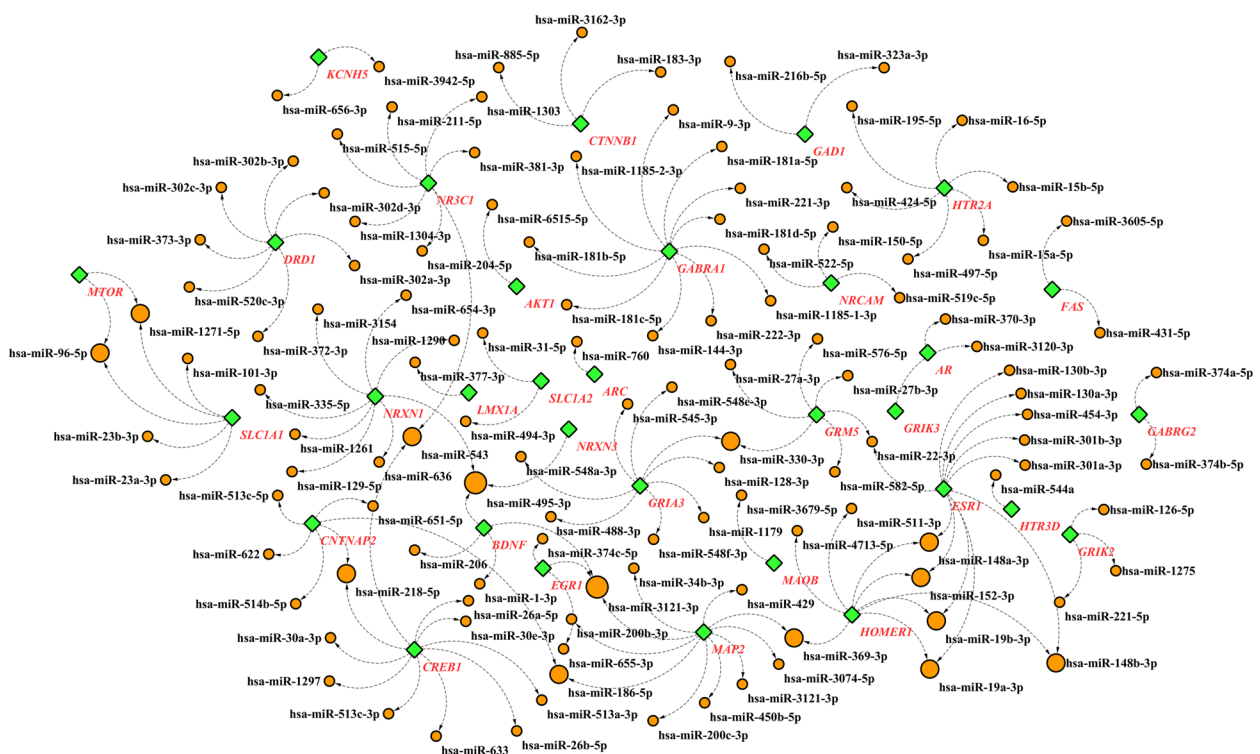 hsa-miR-3162-3p
hsa-miR-885-5p
hsa-miR-323a-3p
hsa-miR-183-3p
hsa-miR-216b-5p
KCNH5
hsa-miR-3942-5p
hsa-miR-656-3p
hsa-miR-1303
hsa-miR-211-5p
hsa-miR-9-3p
hsa-miR-195-5p
hsa-miR-16-5p
CTNNB1
GAD1
hsa-miR-515-5p
hsa-miR-302b-3p
hsa-miR-381-3p
hsa-miR-1185-2-3p
hsa-miR-181a-5p
hsa-miR-302c-3p
NR3C1
hsa-miR-221-3p
hsa-miR-424-5p
HTR2A
hsa-miR-15b-5p
hsa-miR-302d-3p
hsa-miR-6515-5p
hsa-miR-3605-5p
hsa-miR-373-3p
hsa-miR-1304-3p
hsa-miR-181b-5p
hsa-miR-181d-5p
hsa-miR-150-5p
hsa-miR-15a-5p
DRD1
hsa-miR-204-5p
GABRA1
hsa-miR-522-5p
hsa-miR-497-5p
MTOR
hsa-miR-302a-3p
AKT1
NRCAM
hsa-miR-519c-5p
FAS
hsa-miR-520c-3p
hsa-miR-654-3p
hsa-miR-1185-1-3p
hsa-miR-181c-5p
hsa-miR-3154
hsa-miR-370-3p
hsa-miR-1271-5p
hsa-miR-222-3p
hsa-miR-431-5p
hsa-miR-96-5p
hsa-miR-372-3p
hsa-miR-1290
hsa-miR-31-5p
hsa-miR-144-3p
hsa-miR-576-5p
hsa-miR-3120-3p
hsa-miR-760
AR
hsa-miR-101-3p
hsa-miR-377-3p
hsa-miR-130b-3p
hsa-miR-374a-5p
hsa-miR-27a-3p
hsa-miR-27b-3p
ARC
SLC1A2
hsa-miR-335-5p
NRXN1
LMX1A
hsa-miR-548e-3p
hsa-miR-130a-3p
hsa-miR-545-3p
hsa-miR-454-3p
SLC1A1
GRM5
GRIK3
GABRG2
hsa-miR-23b-3p
hsa-miR-1261
hsa-miR-543
hsa-miR-494-3p
NRXN3
hsa-miR-301b-3p
hsa-miR-330-3p
hsa-miR-22-3p
hsa-miR-301a-3p
hsa-miR-374b-5p
hsa-miR-23a-3p
hsa-miR-129-5p
hsa-miR-636
hsa-miR-548a-3p
hsa-miR-128-3p
hsa-miR-582-5p
hsa-miR-544a
hsa-miR-513c-5p
hsa-miR-495-3p
GRIA3
hsa-miR-3679-5p
ESR1
hsa-miR-126-5p
hsa-miR-651-5p
hsa-miR-488-3p
hsa-miR-1179
hsa-miR-511-3p
HTR3D
CNTNAP2
BDNF
hsa-miR-4713-5p
hsa-miR-622
hsa-miR-206
hsa-miR-374c-5p
hsa-miR-548f-3p
hsa-miR-148a-3p
GRIK2
hsa-miR-1275
EGR1
hsa-miR-34b-3p
MAOB
hsa-miR-218-5p
hsa-miR-1-3p
hsa-miR-3121-3p
hsa-miR-429
hsa-miR-152-3p
hsa-miR-514b-5p
hsa-miR-26a-5p
hsa-miR-221-5p
hsa-miR-30a-3p
hsa-miR-30e-3p
hsa-miR-200b-3p
HOMER1
hsa-miR-19b-3p
MAP2
hsa-miR-369-3p
CREB1
hsa-miR-655-3p
hsa-miR-148b-3p
hsa-miR-1297
hsa-miR-3074-5p
hsa-miR-186-5p
hsa-miR-19a-3p
hsa-miR-3121-3p
hsa-miR-513c-3p
hsa-miR-513a-3p
hsa-miR-450b-5p
hsa-miR-200c-3p
hsa-miR-633
hsa-miR-26b-5p